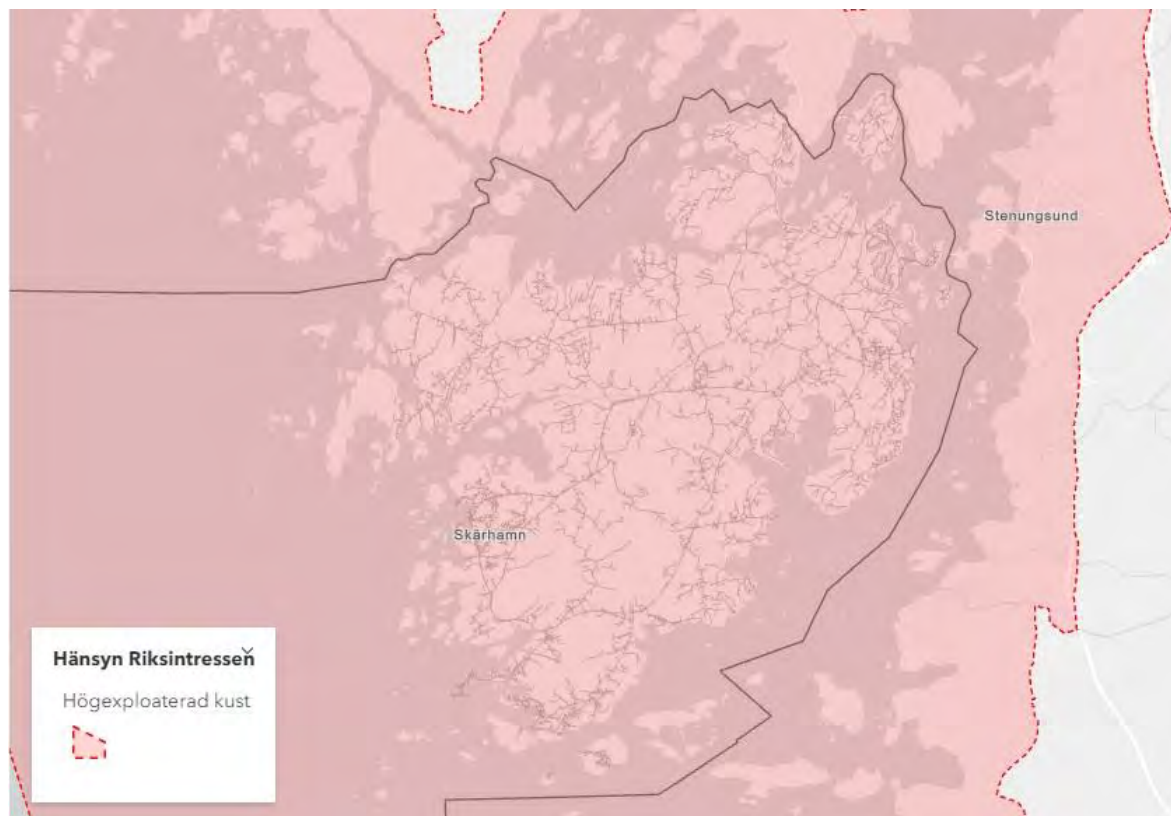 Stenungsund
Skärhamn
Hänsyn Riksintressen
Högexploaterad kust